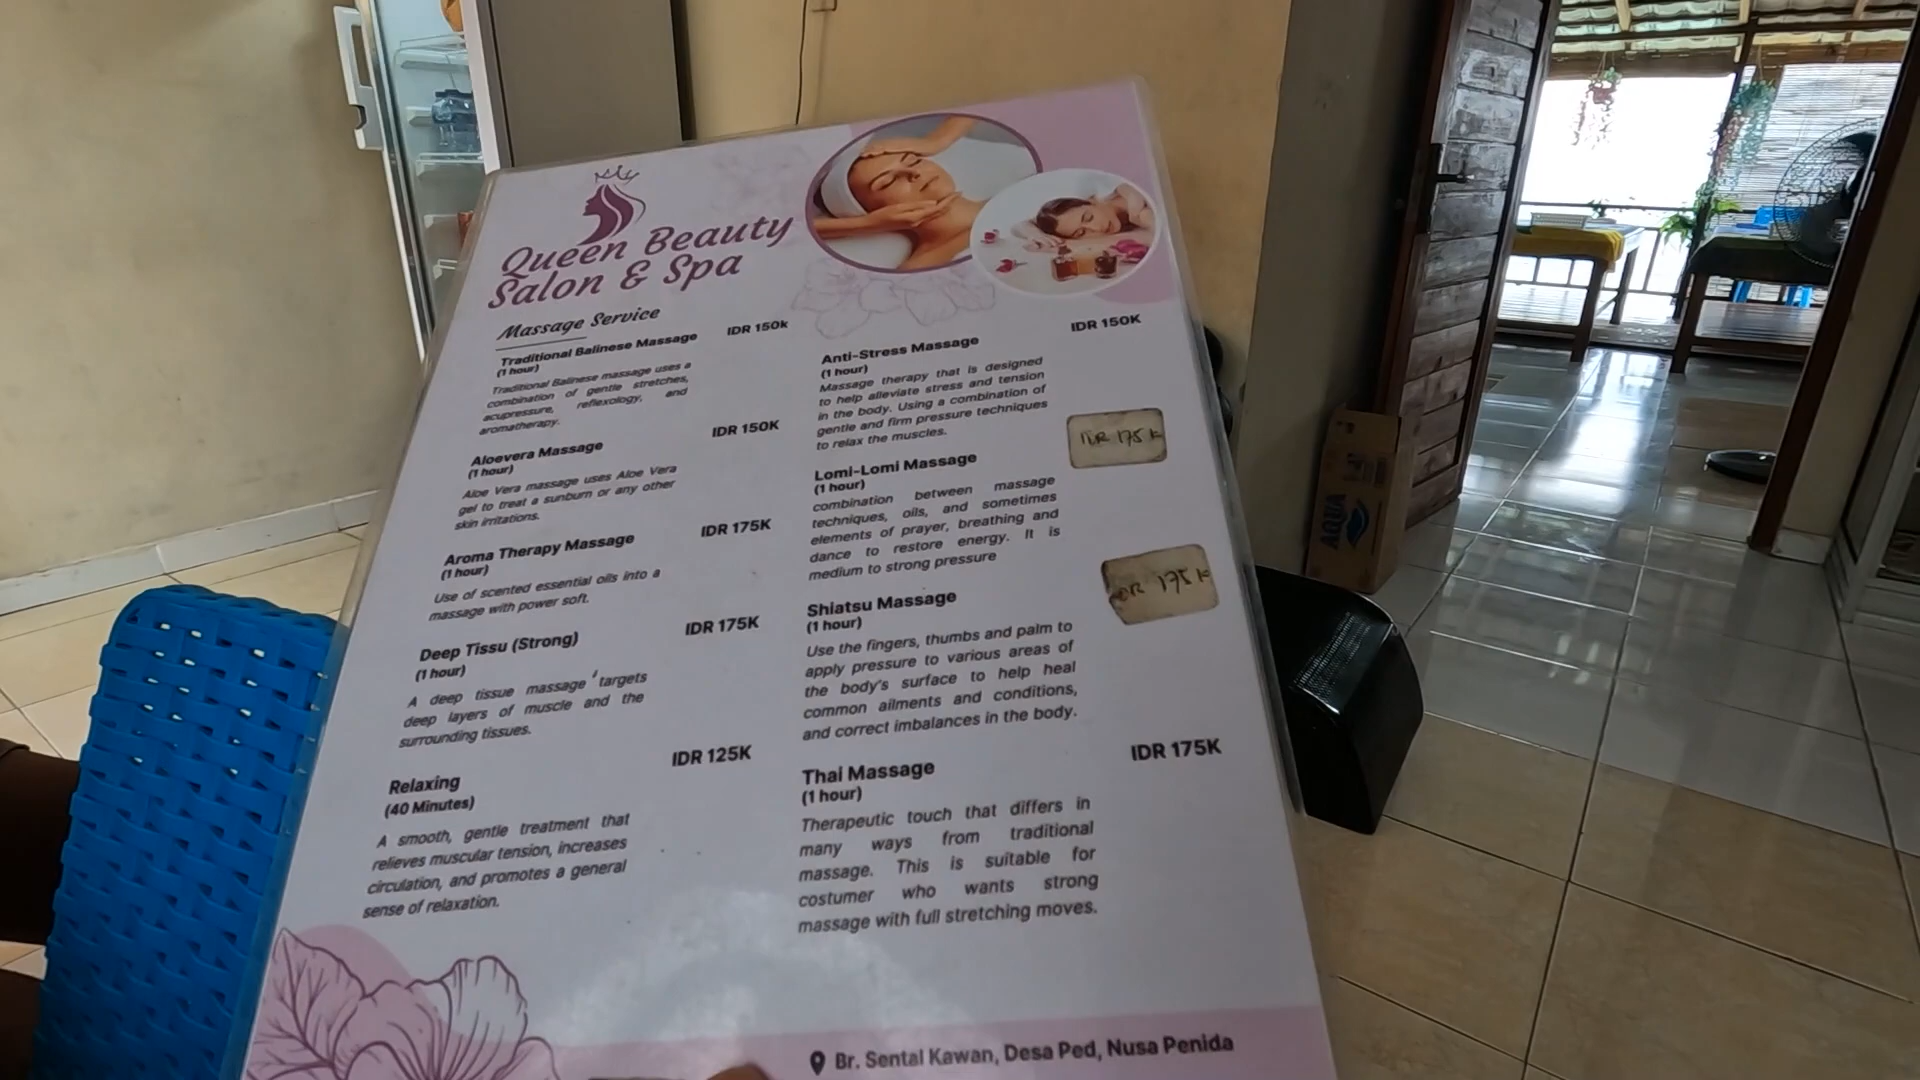 Queen Beauty
Salon & Spa
Massage Service
Traditional Balinese Massage IDR 150k
(1 hour)
Traditional Balinese massage uses a
combination of gentle stretches,
acupressure, reflexology, and
aromatherapy.
Aloevera Massage IDR 150K
(1 hour)
Aloe Vera massage uses Aloe Vera
gel to treat a sunburn or any other
skin irritations.
Aroma Therapy Massage IDR 175K
(1 hour)
Use of scented essential oils into a
massage with power soft.
Deep Tissu (Strong) IDR 175K
(1 hour)
A deep tissue massage targets
deep layers of muscle and the
surrounding tissues.
Relaxing IDR 125K
(40 Minutes)
A smooth, gentle treatment that
relieves muscular tension, increases
circulation, and promotes a general
sense of relaxation.
Anti-Stress Massage IDR 150K
(1 hour)
Massage therapy that is designed
to help alleviate stress and tension
in the body. Using a combination of
gentle and firm pressure techniques
to relax the muscles.
Lomi-Lomi Massage IDR 175K
(1 hour)
combination between massage
techniques, oils, and sometimes
elements of prayer, breathing and
dance to restore energy. It is
medium to strong pressure
Shiatsu Massage IDR 175K
(1 hour)
Use the fingers, thumbs and palm to
apply pressure to various areas of
the body's surface to help heal
common ailments and conditions,
and correct imbalances in the body.
Thai Massage IDR 175K
(1 hour)
Therapeutic touch that differs in
many ways from traditional
massage. This is suitable for
costumer who wants strong
massage with full stretching moves.
Br. Sental Kawan, Desa Ped, Nusa Penida
AQUA